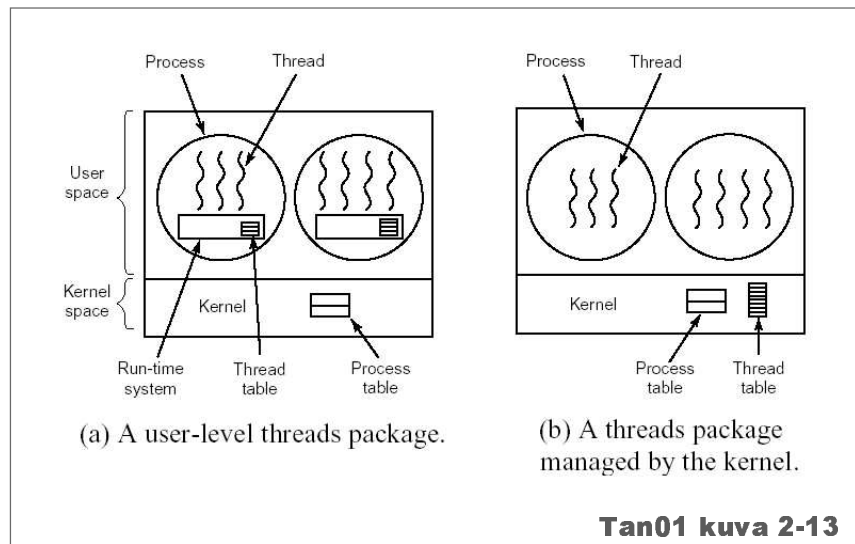 Process
Thread
Process
Thread
User
space
Kernel
space
Kernel
Kernel
Run-time
system
Thread
table
Process
table
Process
table
Thread
table
(a) A user-level threads package.
(b) A threads package
managed by the kernel.
Tan01 kuva 2-13